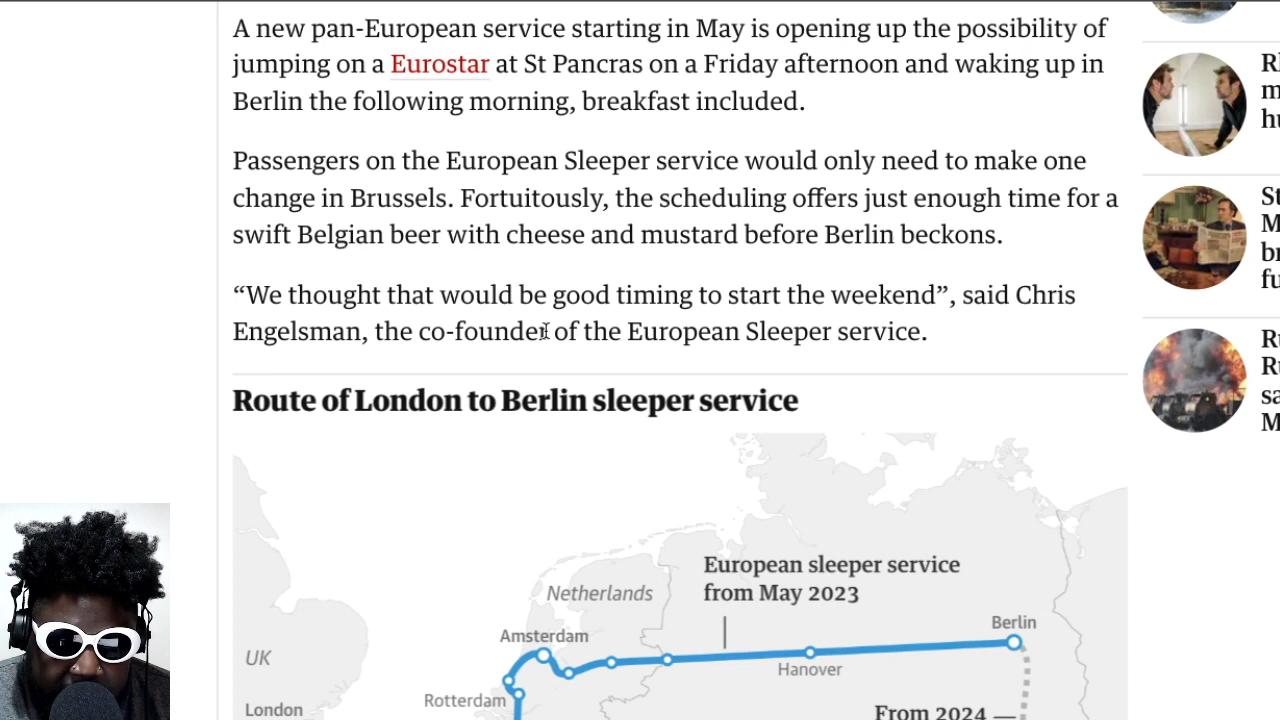 A new pan-European service starting in May is opening up the possibility of
jumping on a Eurostar at St Pancras on a Friday afternoon and waking up in
Berlin the following morning, breakfast included.
Passengers on the European Sleeper service would only need to make one
change in Brussels. Fortuitously, the scheduling offers just enough time for a
swift Belgian beer with cheese and mustard before Berlin beckons.
“We thought that would be good timing to start the weekend”, said Chris
Engelsman, the co-founder of the European Sleeper service.
Route of London to Berlin sleeper service
European sleeper service
from May 2023
Netherlands
Berlin
Amsterdam
UK
Hanover
Rotterdam
London
From 2024